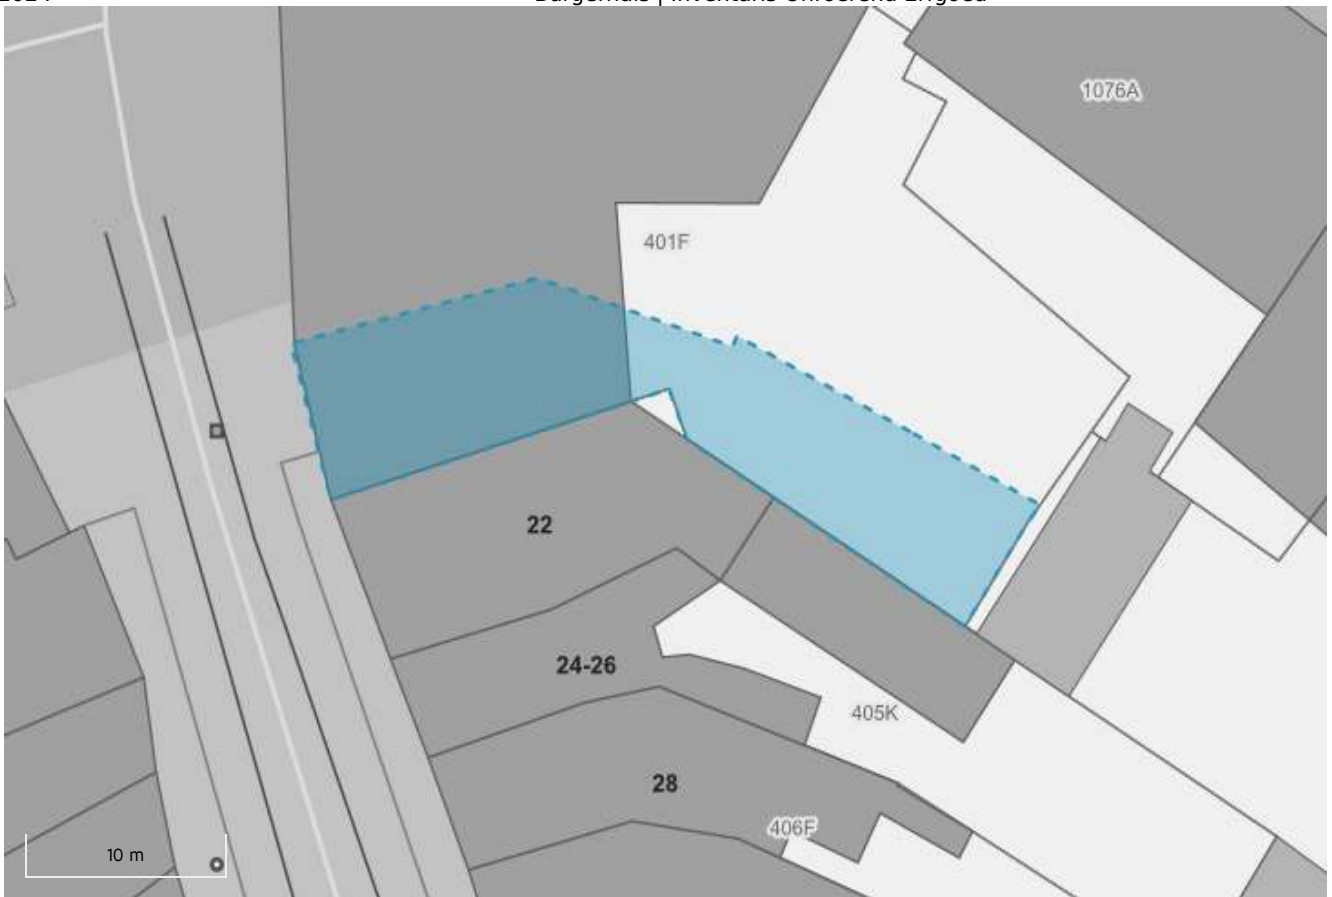 Burgerhuis | Inventaris Onroerend Erfgoed
1076A
401F
22
24-26
405K
28
406F
10 m